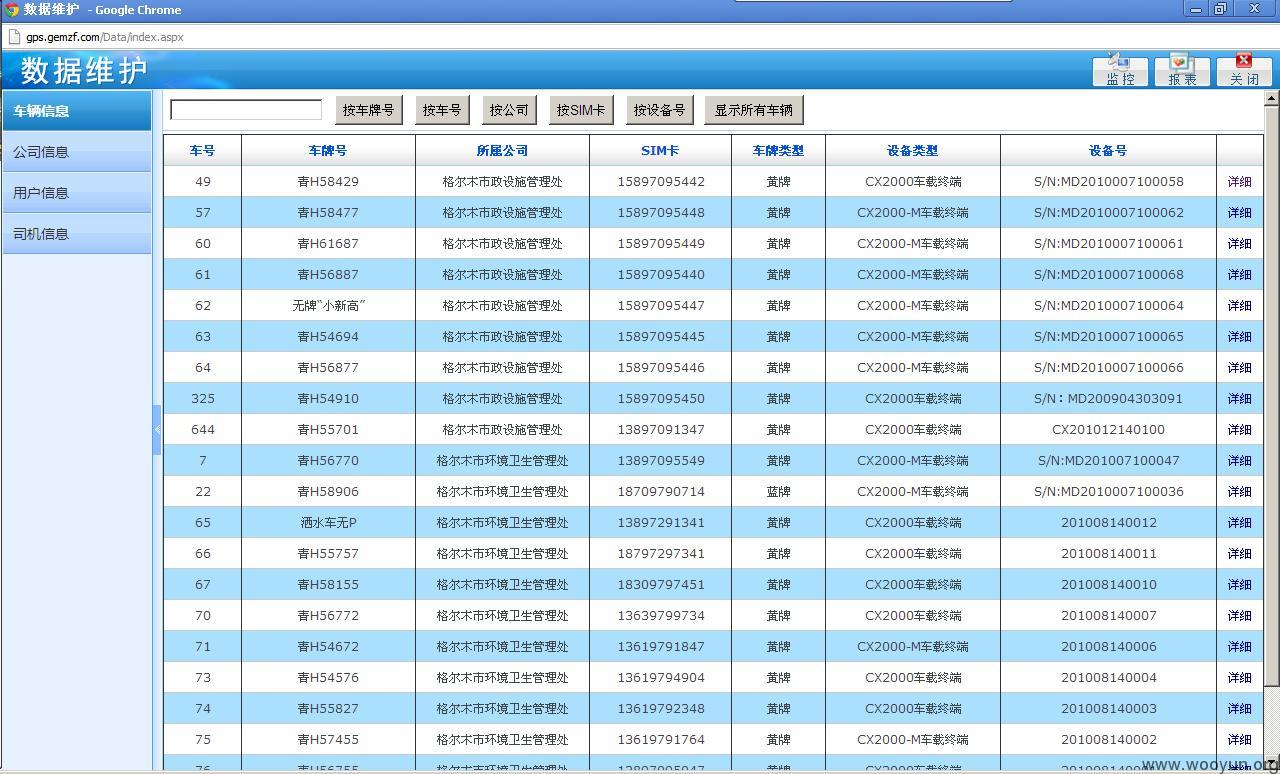 数据维护 - Google Chrome
gps.gemzf.com/Data/index.aspx
数据维护 监控 报表 关闭
车辆信息
公司信息
用户信息
司机信息
按车牌号 按车号 按公司 按SIM卡 按设备号 显示所有车辆
车号 车牌号 所属公司 SIM卡 车牌类型 设备类型 设备号
49 青H58429 格尔木市政设施管理处 15897095442 黄牌 CX2000车载终端 S/N:MD2010007100058 详细
57 青H58477 格尔木市政设施管理处 15897095448 黄牌 CX2000-M车载终端 S/N:MD2010007100062 详细
60 青H61687 格尔木市政设施管理处 15897095449 黄牌 CX2000-M车载终端 S/N:MD2010007100061 详细
61 青H56887 格尔木市政设施管理处 15897095440 黄牌 CX2000-M车载终端 S/N:MD2010007100068 详细
62 无牌“小新高” 格尔木市政设施管理处 15897095447 黄牌 CX2000-M车载终端 S/N:MD2010007100064 详细
63 青H54694 格尔木市政设施管理处 15897095445 黄牌 CX2000-M车载终端 S/N:MD2010007100065 详细
64 青H56877 格尔木市政设施管理处 15897095446 黄牌 CX2000-M车载终端 S/N:MD2010007100066 详细
325 青H54910 格尔木市政设施管理处 15897095450 黄牌 CX2000车载终端 S/N：MD200904303091 详细
644 青H55701 格尔木市政设施管理处 13897091347 黄牌 CX2000车载终端 CX201012140100 详细
7 青H56770 格尔木市环境卫生管理处 13897095549 黄牌 CX2000-M车载终端 S/N:MD201007100047 详细
22 青H58906 格尔木市环境卫生管理处 18709790714 蓝牌 CX2000-M车载终端 S/N:MD2010007100036 详细
65 洒水车无P 格尔木市环境卫生管理处 13897291341 黄牌 CX2000车载终端 201008140012 详细
66 青H55757 格尔木市环境卫生管理处 18797297341 黄牌 CX2000车载终端 201008140011 详细
67 青H58155 格尔木市环境卫生管理处 18309797451 黄牌 CX2000车载终端 201008140010 详细
70 青H56772 格尔木市环境卫生管理处 13639799734 黄牌 CX2000车载终端 201008140007 详细
71 青H54672 格尔木市环境卫生管理处 13619791847 黄牌 CX2000-M车载终端 201008140006 详细
73 青H54576 格尔木市环境卫生管理处 13619794904 黄牌 CX2000车载终端 201008140004 详细
74 青H55827 格尔木市环境卫生管理处 13619792348 黄牌 CX2000车载终端 201008140003 详细
75 青H57455 格尔木市环境卫生管理处 13619791764 黄牌 CX2000-M车载终端 201008140002 详细
www.wooyun.org